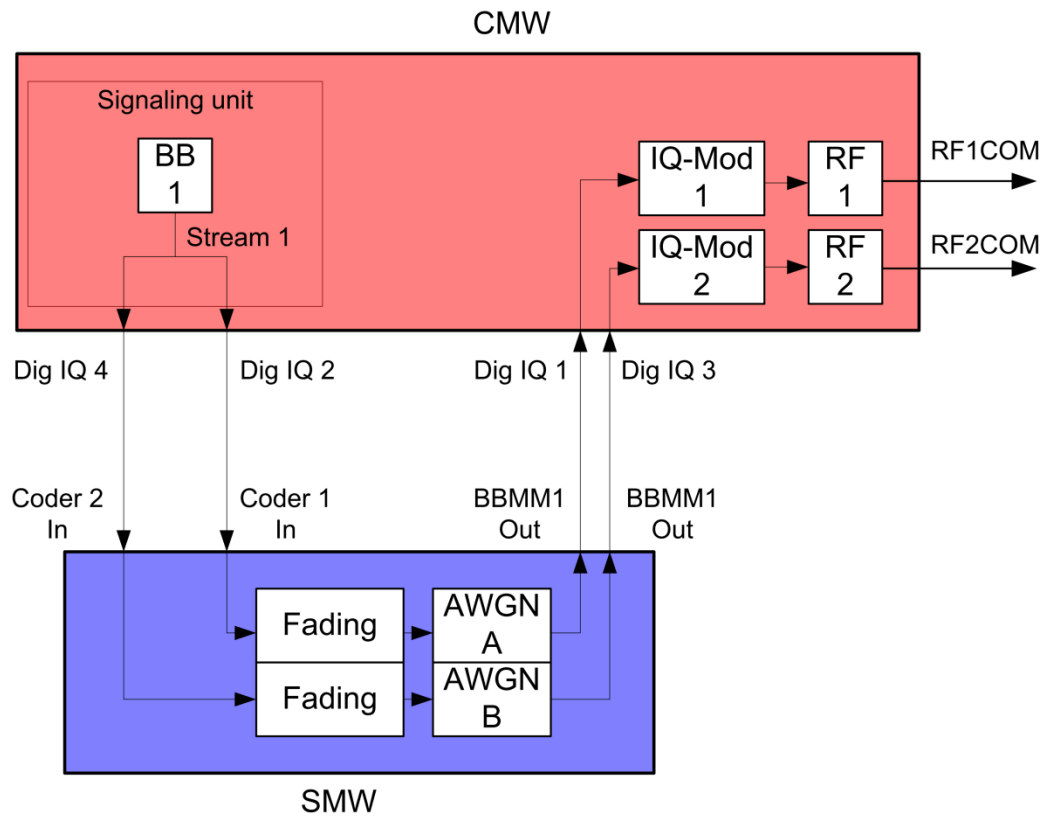 CMW
Signaling unit
BB
1
Stream 1
IQ-Mod
1
RF
1
RF1COM
IQ-Mod
2
RF
2
RF2COM
Dig IQ 4
Dig IQ 2
Dig IQ 1
Dig IQ 3
Coder 2
In
Coder 1
In
BBMM1
Out
BBMM1
Out
Fading
AWGN
A
Fading
AWGN
B
SMW